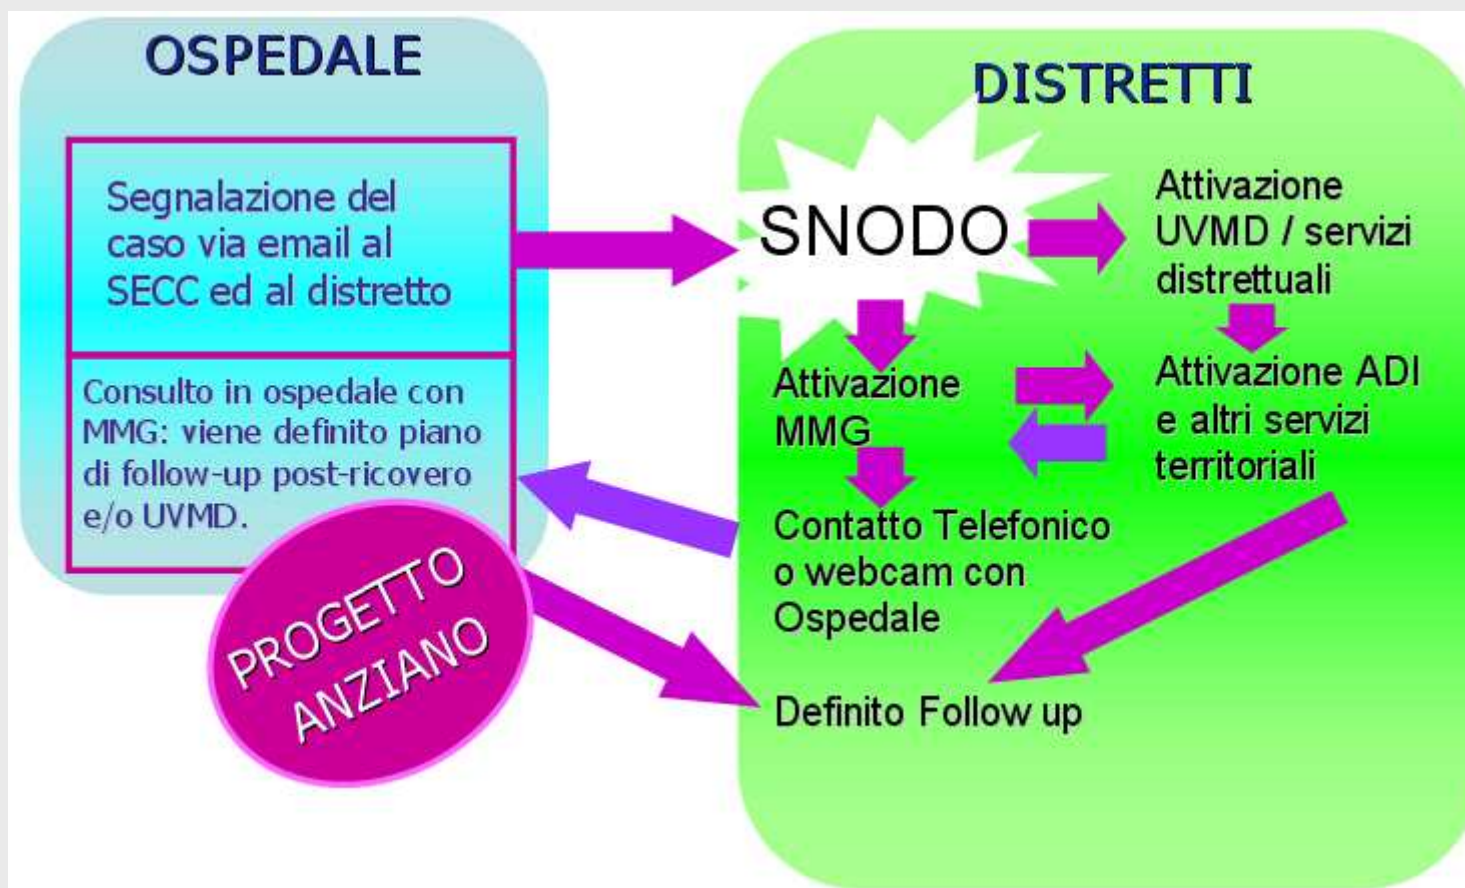 OSPEDALE
Segnalazione del
caso via email al
SECC ed al distretto
Consulto in ospedale con
MMG: viene definito piano
di follow-up post-ricovero
e/o UVMD.
PROGETTO
ANZIANO
DISTRETTI
SNODO
Attivazione
UVMD / servizi
distrettuali
Attivazione
MMG
Attivazione ADI
e altri servizi
territoriali
Contatto Telefonico
o webcam con
Ospedale
Definito Follow up